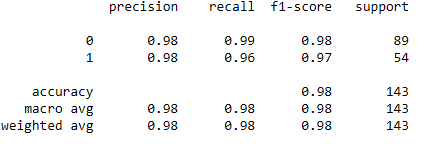 precision recall f1-score support
0 0.98 0.99 0.98 89
1 0.98 0.96 0.97 54
accuracy 0.98 143
macro avg 0.98 0.98 0.98 143
weighted avg 0.98 0.98 0.98 143